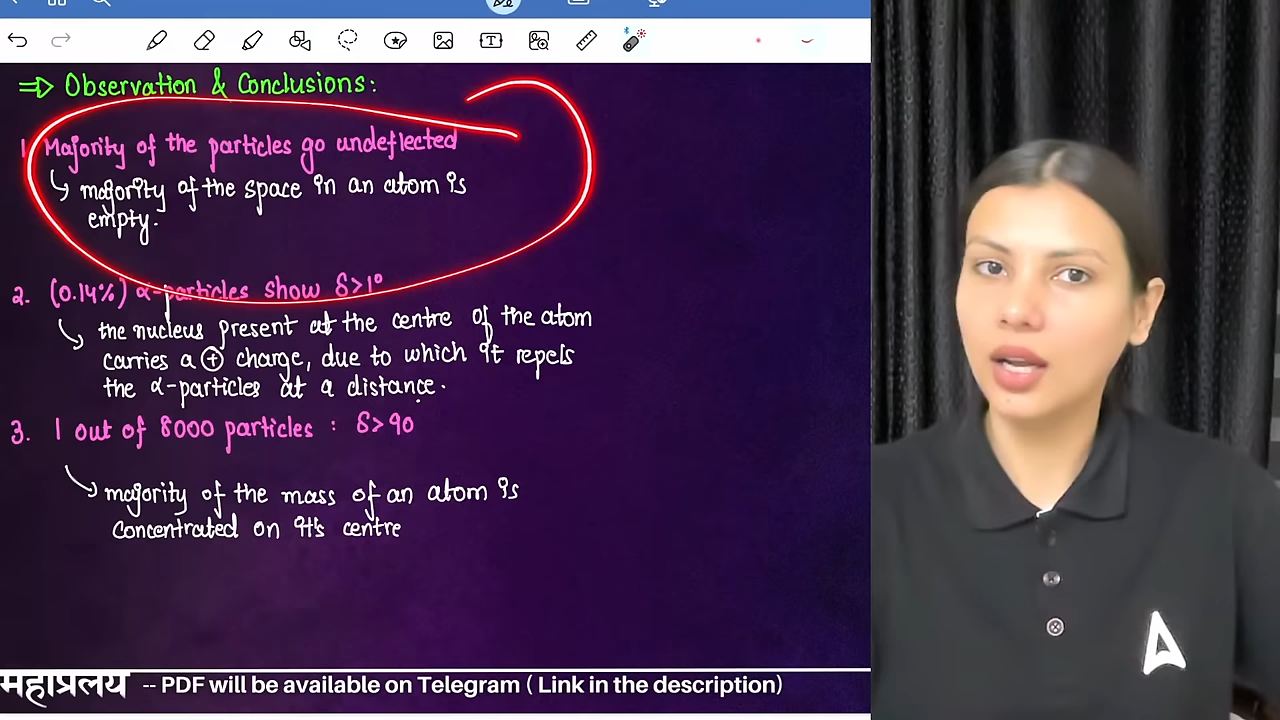 ⇒ Observation & Conclusions:
1. Majority of the particles go undeflected
↳ majority of the space in an atom is
empty.
2. (0.14%) α-particles show δ>1°
↳ the nucleus present at the centre of the atom
carries a ⊕ charge, due to which it repels
the α-particles at a distance.
3. 1 out of 8000 particles : δ>90
↳ majority of the mass of an atom is
concentrated on it's centre
महाप्रलय -- PDF will be available on Telegram ( Link in the description)